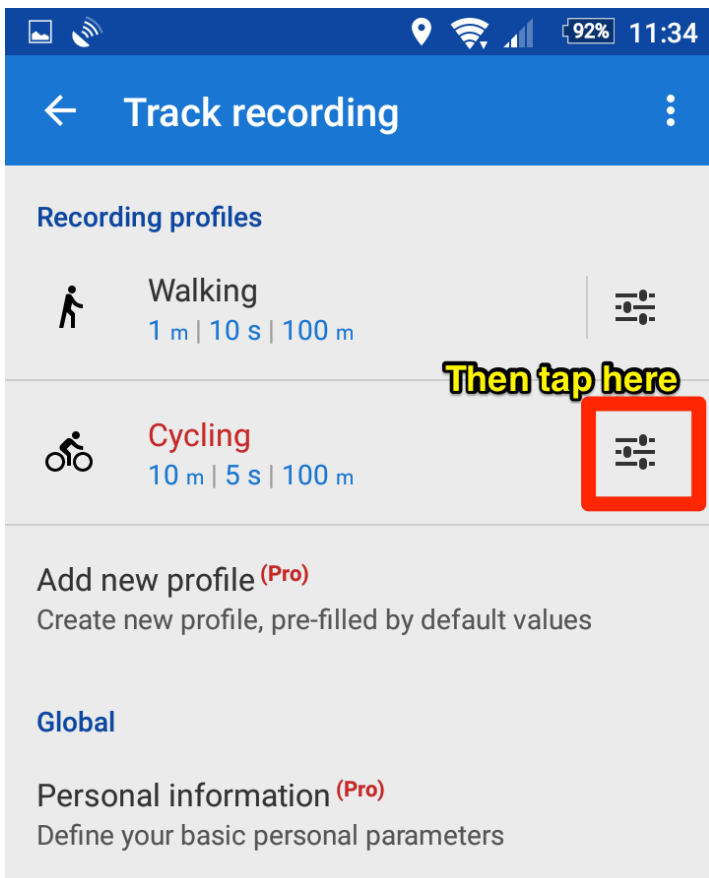 92% 11:34
Track recording
Recording profiles
Walking
1 m | 10 s | 100 m
Then tap here
Cycling
10 m | 5 s | 100 m
Add new profile (Pro)
Create new profile, pre-filled by default values
Global
Personal information (Pro)
Define your basic personal parameters